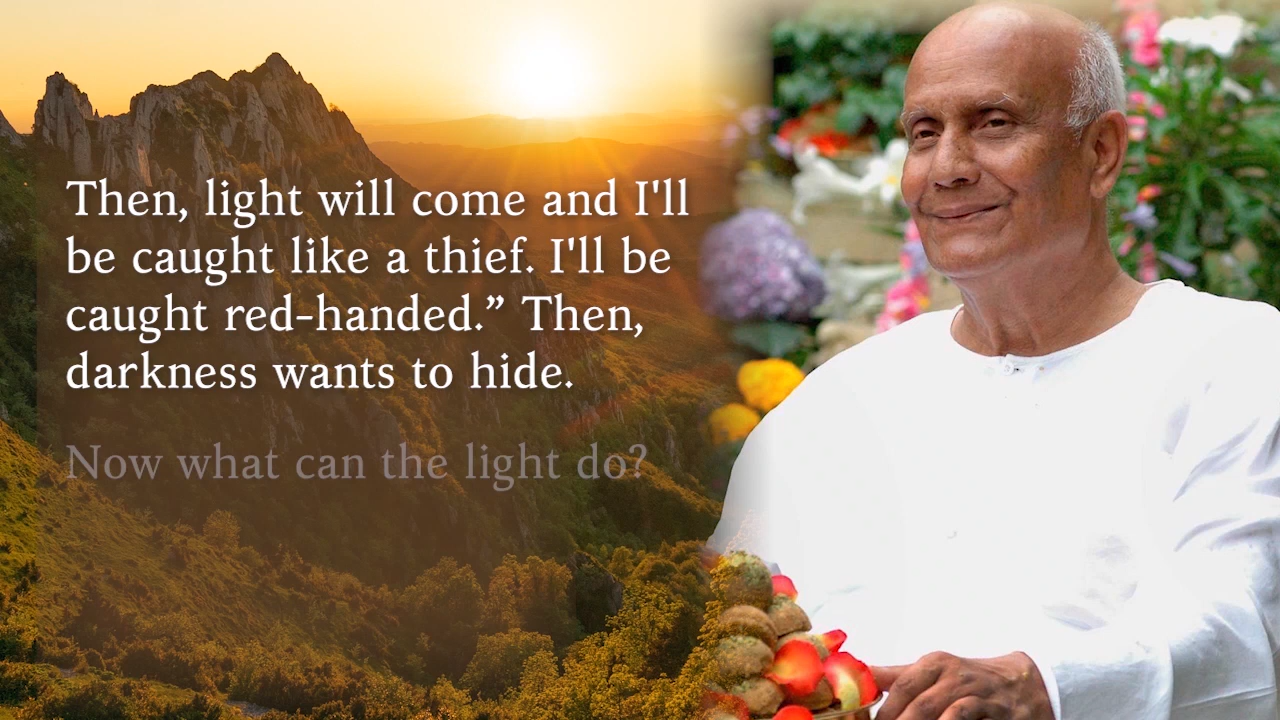 Then, light will come and I'll
be caught like a thief. I'll be
caught red-handed.” Then,
darkness wants to hide.
Now what can the light do?